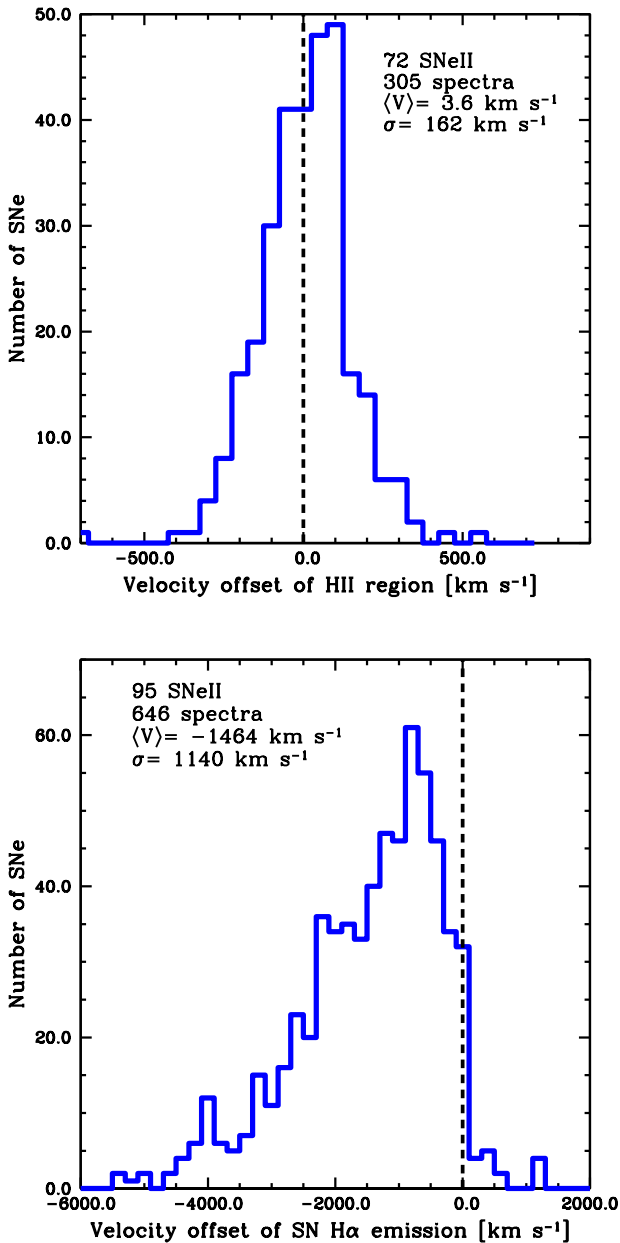 50.0
40.0
30.0
20.0
10.0
0.0
Number of SNe
72 SNeII
305 spectra
⟨V⟩= 3.6 km s⁻¹
σ= 162 km s⁻¹
−500.0 0.0 500.0
Velocity offset of HII region [km s⁻¹]
60.0
40.0
20.0
0.0
Number of SNe
95 SNeII
646 spectra
⟨V⟩= −1464 km s⁻¹
σ= 1140 km s⁻¹
−6000.0 −4000.0 −2000.0 0.0 2000.0
Velocity offset of SN Hα emission [km s⁻¹]